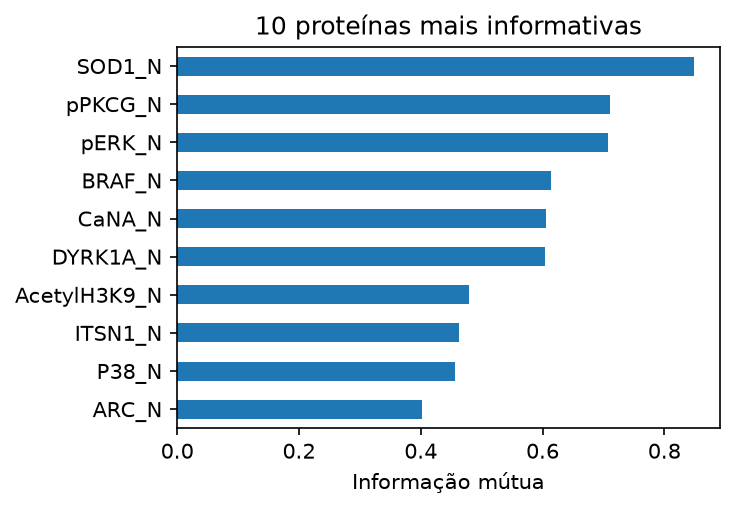 10 proteínas mais informativas
SOD1_N
pPKCG_N
pERK_N
BRAF_N
CaNA_N
DYRK1A_N
AcetylH3K9_N
ITSN1_N
P38_N
ARC_N
0.0 0.2 0.4 0.6 0.8
Informação mútua